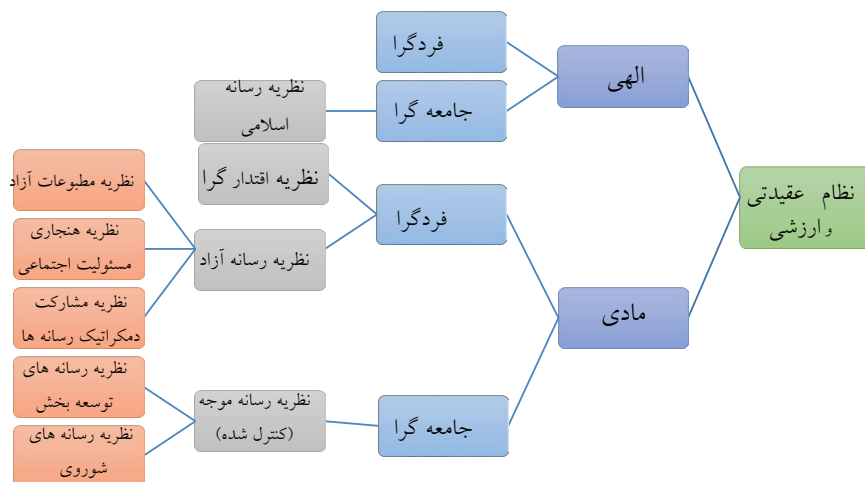 نظام عقیدتی
و ارزشی
الهی
مادی
فردگرا
جامعه گرا
فردگرا
جامعه گرا
نظریه رسانه
اسلامی
نظریه اقتدار گرا
نظریه رسانه آزاد
نظریه رسانه موجه
(کنترل شده)
نظریه مطبوعات آزاد
نظریه هنجاری
مسئولیت اجتماعی
نظریه مشارکت
دمکراتیک رسانه ها
نظریه رسانه های
توسعه بخش
نظریه رسانه های
شوروی